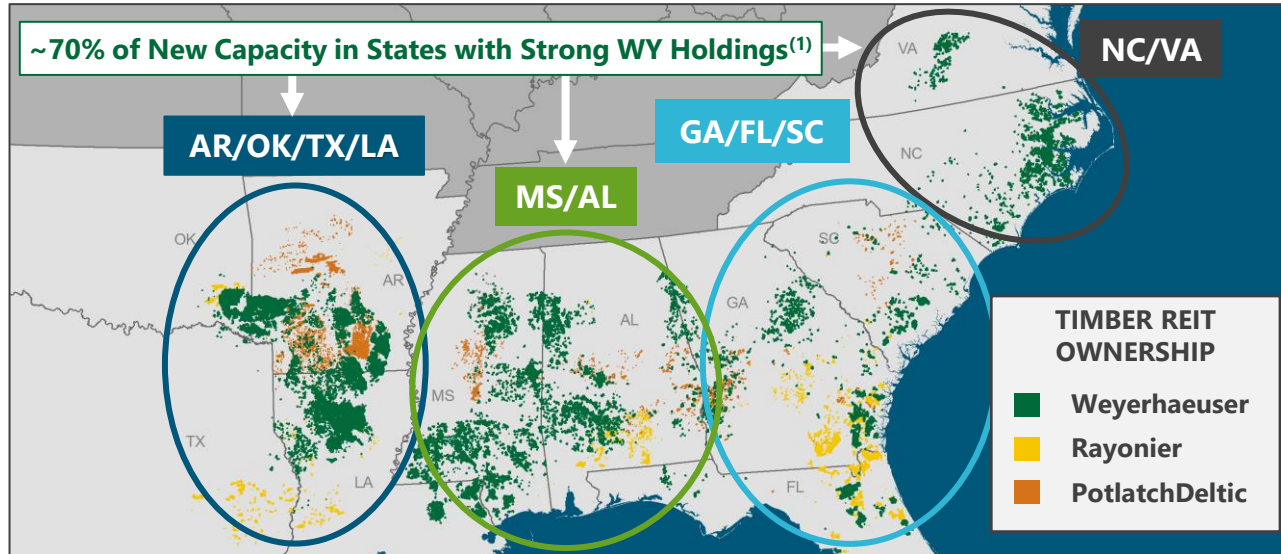 ~70% of New Capacity in States with Strong WY Holdings(1)
NC/VA
VA
AR/OK/TX/LA
GA/FL/SC
NC
MS/AL
OK
AR
SC
AL
GA
MS
TX
LA
FL
TIMBER REIT
OWNERSHIP
Weyerhaeuser
Rayonier
PotlatchDeltic